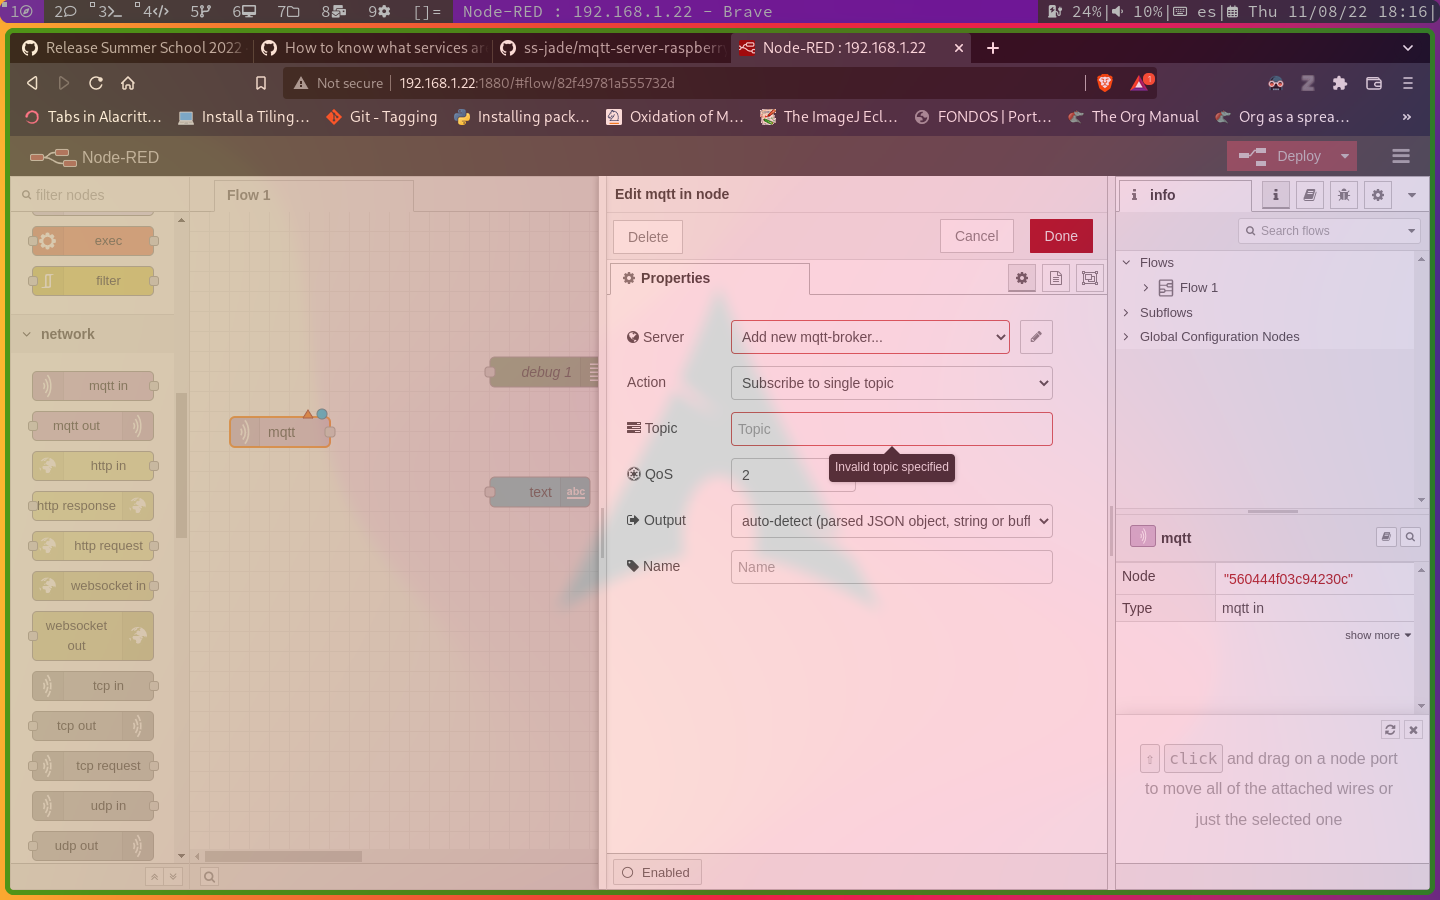 1 2 3 4 5 6 7 8 9 []= Node-RED : 192.168.1.22 - Brave 24%| 10%| es| Thu 11/08/22 18:16|
Release Summer School 2022 How to know what services ar ss-jade/mqtt-server-raspberr Node-RED : 192.168.1.22
Not secure 192.168.1.22:1880/#flow/82f49781a555732d 1
Tabs in Alacritt… Install a Tiling… Git - Tagging Installing pack… Oxidation of M… The ImageJ Ecl… FONDOS | Port… The Org Manual Org as a sprea… »
Node-RED Deploy
filter nodes
exec
filter
network
mqtt in
mqtt out
http in
http response
http request
websocket in
websocket
out
tcp in
tcp out
tcp request
udp in
udp out
Flow 1
debug 1
mqtt
text abc
Edit mqtt in node
Delete Cancel Done
Properties
Server Add new mqtt-broker...
Action Subscribe to single topic
Topic Topic
Invalid topic specified
QoS 2
Output auto-detect (parsed JSON object, string or buff
Name Name
Enabled
i info i
Search flows
Flows
Flow 1
Subflows
Global Configuration Nodes
mqtt
Node "560444f03c94230c"
Type mqtt in
show more
⇧ click and drag on a node port
to move all of the attached wires or
just the selected one